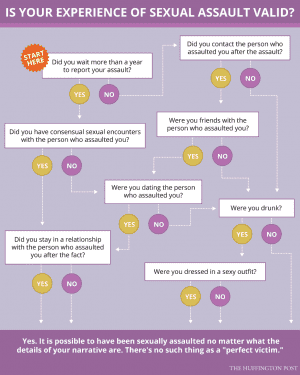 IS YOUR EXPERIENCE OF SEXUAL ASSAULT VALID?
START
HERE
Did you wait more than a year
to report your assault?
YES
NO
Did you contact the person who
assaulted you after the assault?
YES
NO
Did you have consensual sexual encounters
with the person who assaulted you?
YES
NO
Were you friends with the
person who assaulted you?
YES
NO
Were you dating the person
who assaulted you?
YES
NO
Were you drunk?
YES
NO
Did you stay in a relationship
with the person who assaulted
you after the fact?
YES
NO
Were you dressed in a sexy outfit?
YES
NO
Yes. It is possible to have been sexually assaulted no matter what the
details of your narrative are. There's no such thing as a "perfect victim."
THE HUFFINGTON POST